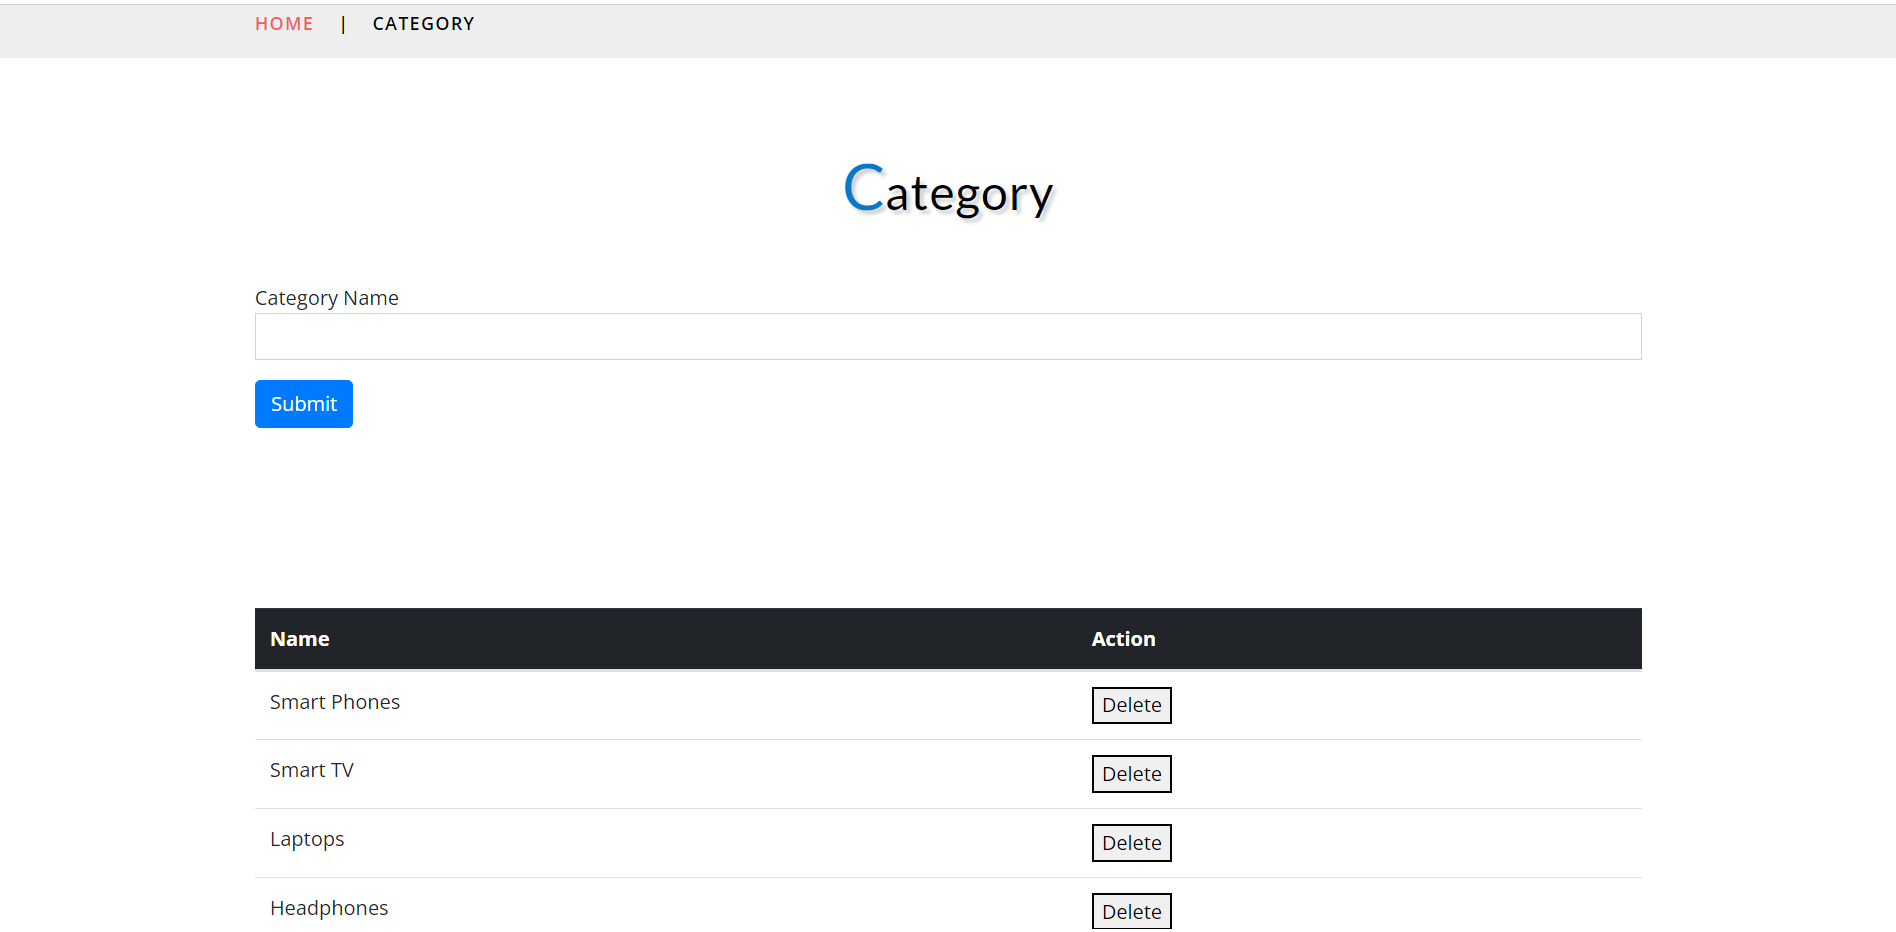 HOME | CATEGORY
Category
Category Name
Submit
Name Action
Smart Phones Delete
Smart TV Delete
Laptops Delete
Headphones Delete